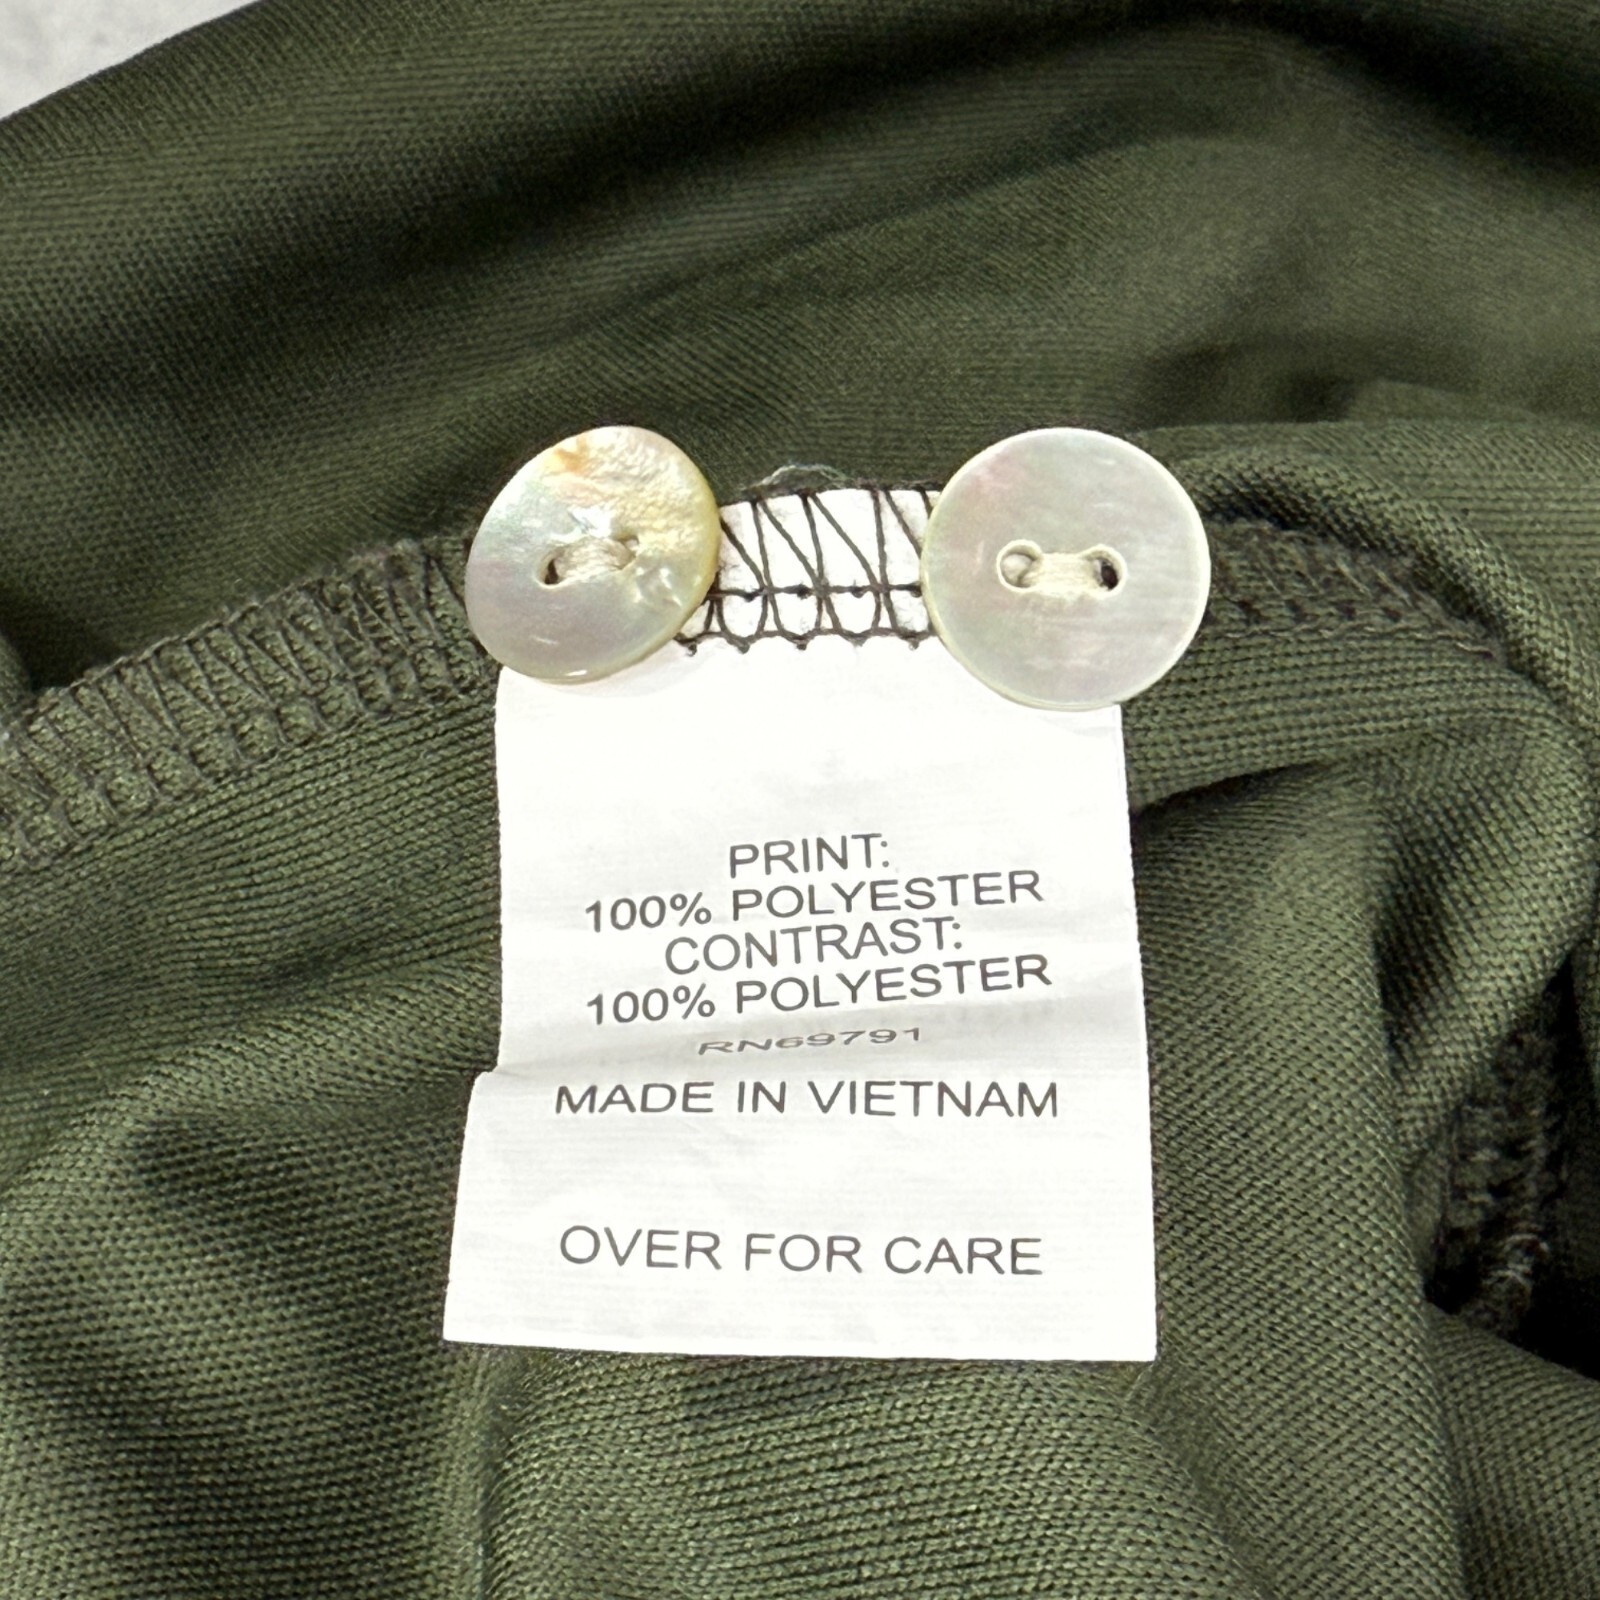 PRINT:
100% POLYESTER
CONTRAST:
100% POLYESTER
RN69791
MADE IN VIETNAM
OVER FOR CARE